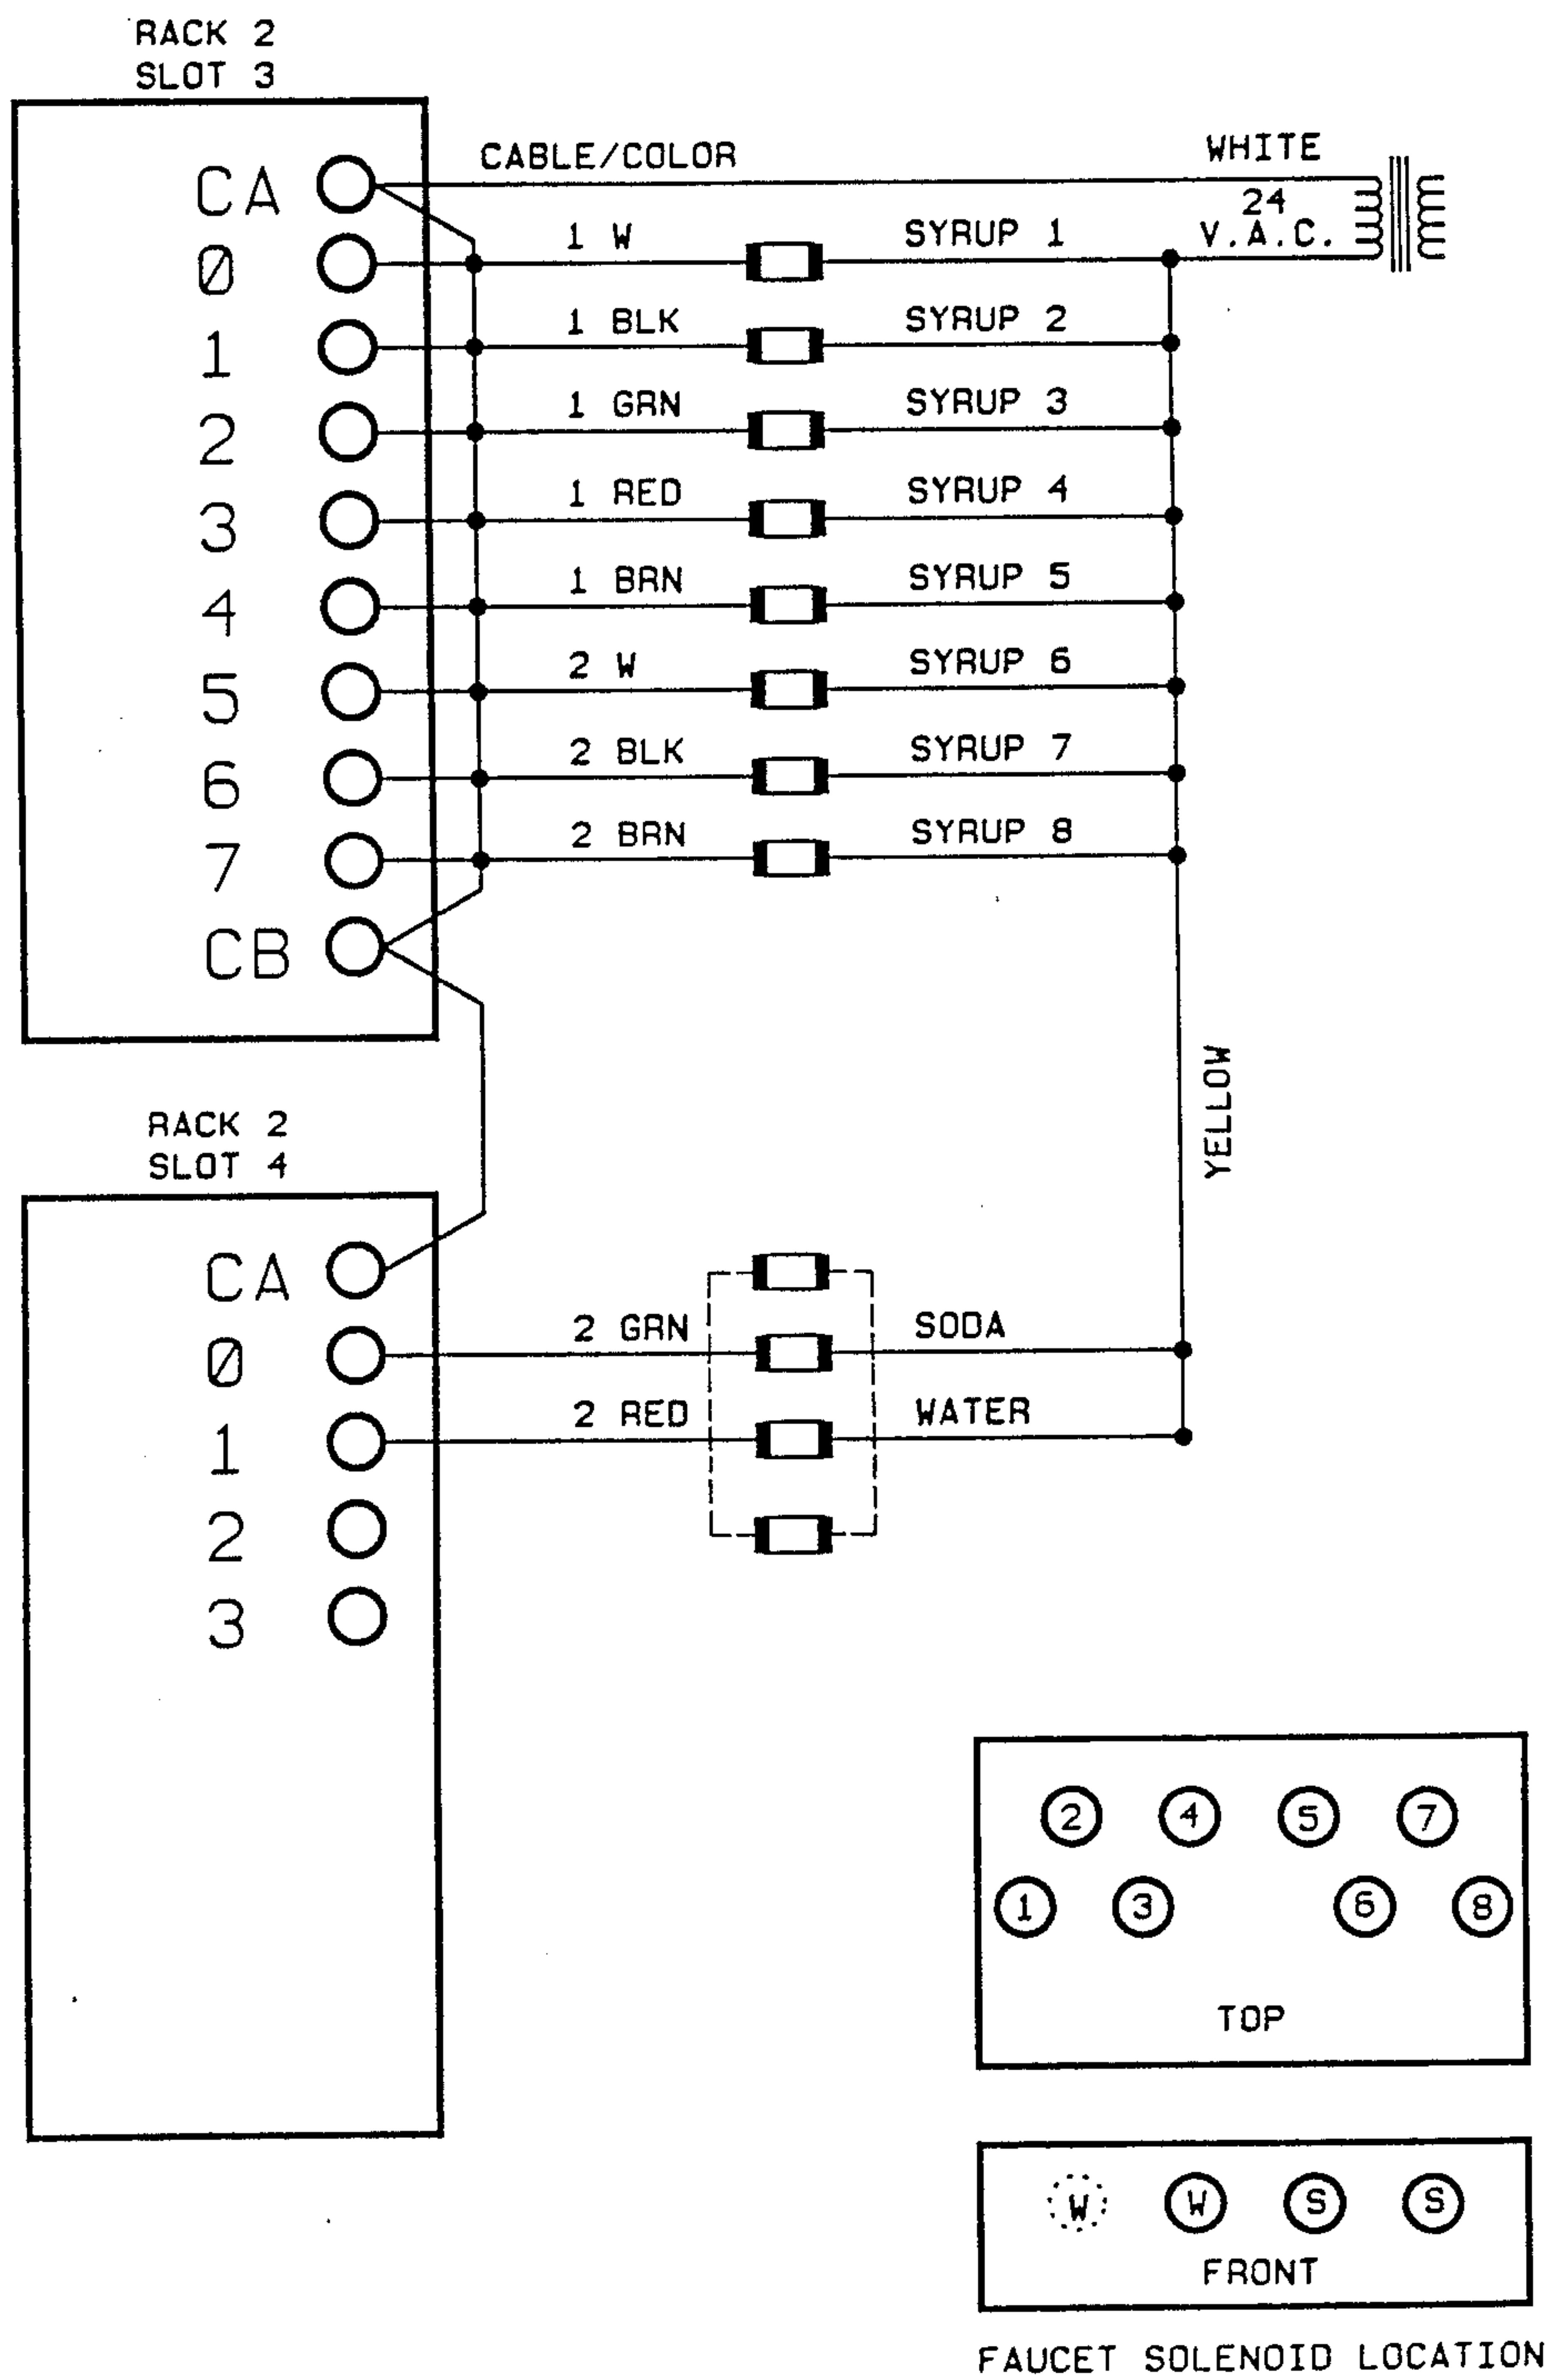 RACK 2
SLOT 3
CABLE/COLOR
WHITE
24
V.A.C.
CA
0
1 W
SYRUP 1
1
1 BLK
SYRUP 2
2
1 GRN
SYRUP 3
3
1 RED
SYRUP 4
4
1 BRN
SYRUP 5
5
2 W
SYRUP 6
6
2 BLK
SYRUP 7
7
2 BRN
SYRUP 8
CB
YELLOW
RACK 2
SLOT 4
CA
0
2 GRN
SODA
1
2 RED
WATER
2
3
2 4 5 7
1 3 6 8
TOP
W W S S
FRONT
FAUCET SOLENOID LOCATION